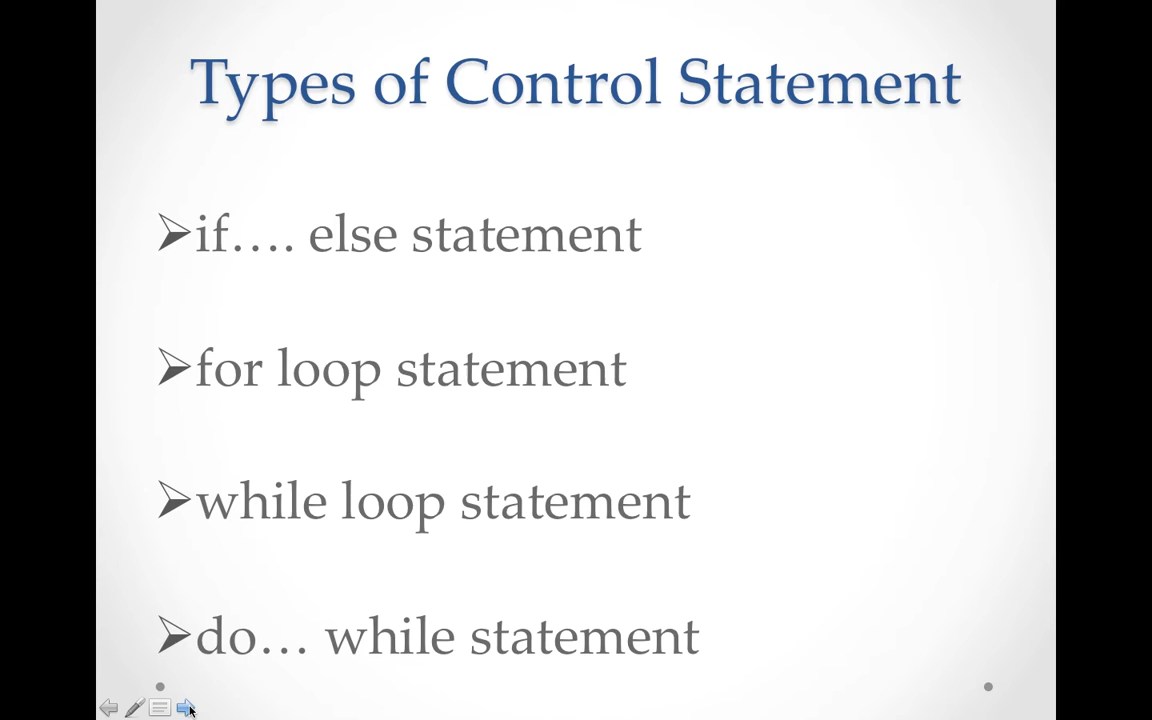 Types of Control Statement
➢if…. else statement
➢for loop statement
➢while loop statement
➢do… while statement